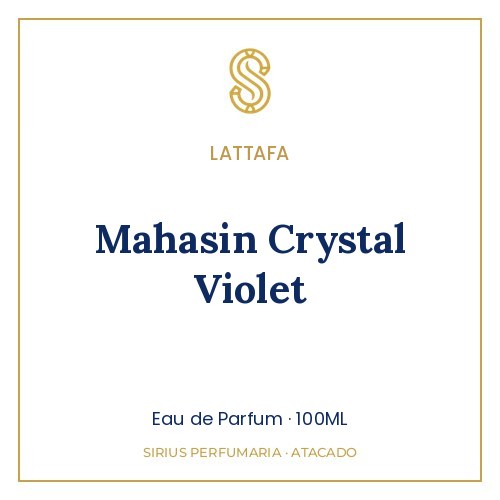 LATTAFA
Mahasin Crystal
Violet
Eau de Parfum · 100ML
SIRIUS PERFUMARIA · ATACADO